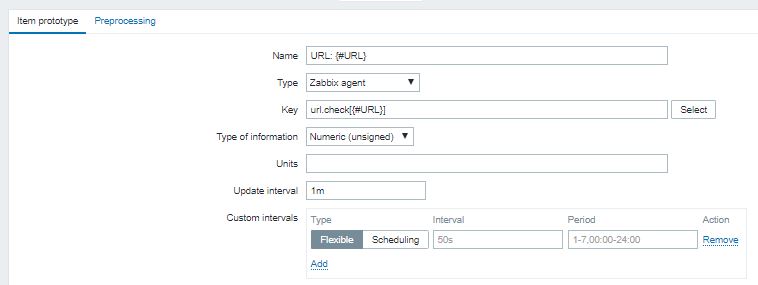 Item prototype Preprocessing
Name URL: {#URL}
Type Zabbix agent
Key url.check[{#URL}] Select
Type of information Numeric (unsigned)
Units
Update interval 1m
Custom intervals Type Interval Period Action
Flexible Scheduling 50s 1-7,00:00-24:00 Remove
Add